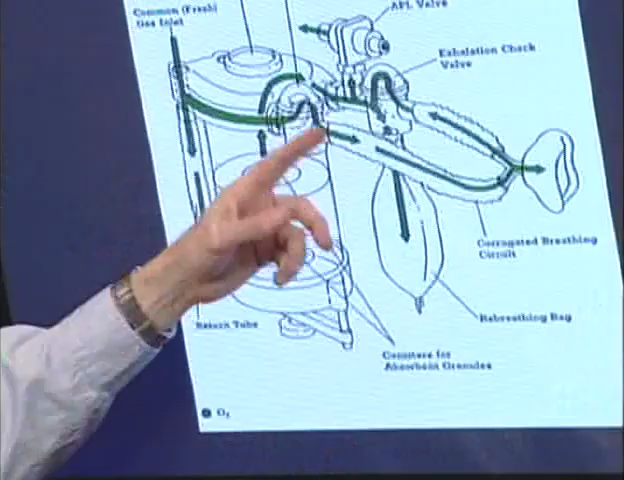 Common (Fresh)
Gas Inlet
APL Valve
Exhalation Check
Valve
Corrugated Breathing
Circuit
Rebreathing Bag
Return Tube
Canisters for
Absorbent Granules
O₂